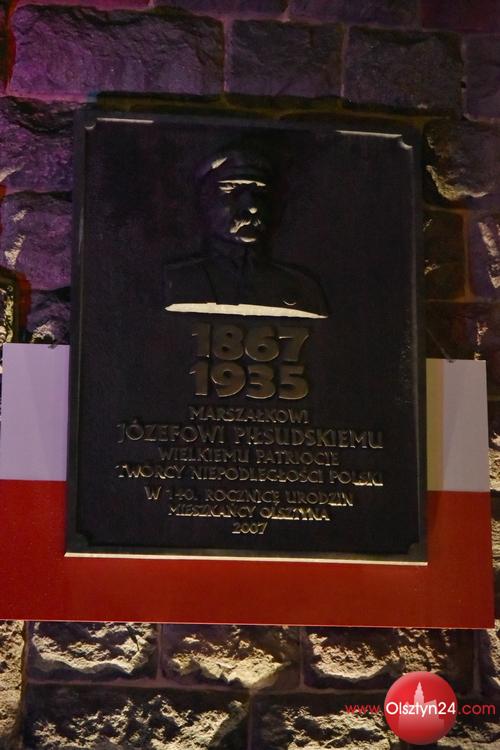 1867
1935
MARSZAŁKOWI
JÓZEFOWI PIŁSUDSKIEMU
WIELKIEMU PATRIOCIE
TWÓRCY NIEPODLEGŁOŚCI POLSKI
W 140. ROCZNICĘ URODZIN
MIESZKAŃCY OLSZTYNA
2007
www.Olsztyn24.com